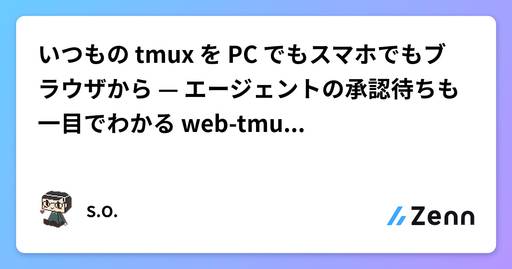 いつもの tmux を PC でもスマホでもブ
ラウザから — エージェントの承認待ちも
一目でわかる web-tmu...
s.o.
Zenn